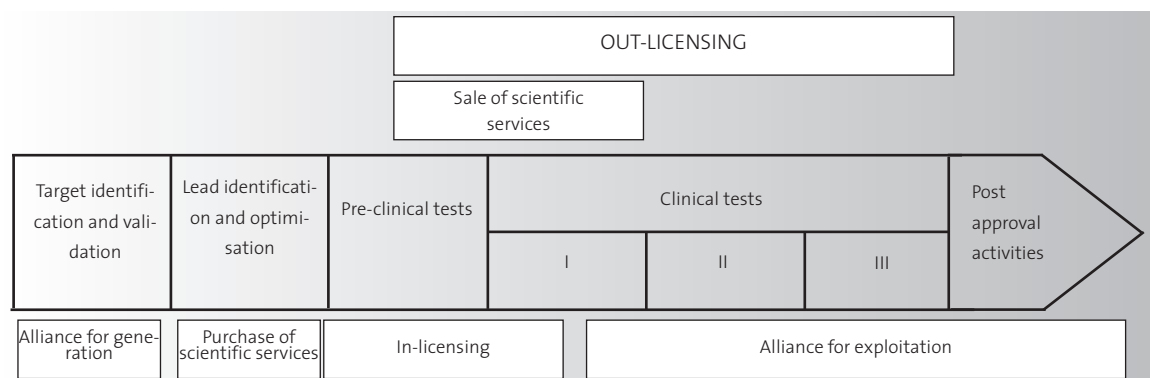 OUT-LICENSING
Sale of scientific
services
Target identifi-
cation and vali-
dation
Lead identificati-
on and optimi-
sation
Pre-clinical tests
Clinical tests
I
II
III
Post
approval
activities
Alliance for gene-
ration
Purchase of
scientific services
In-licensing
Alliance for exploitation